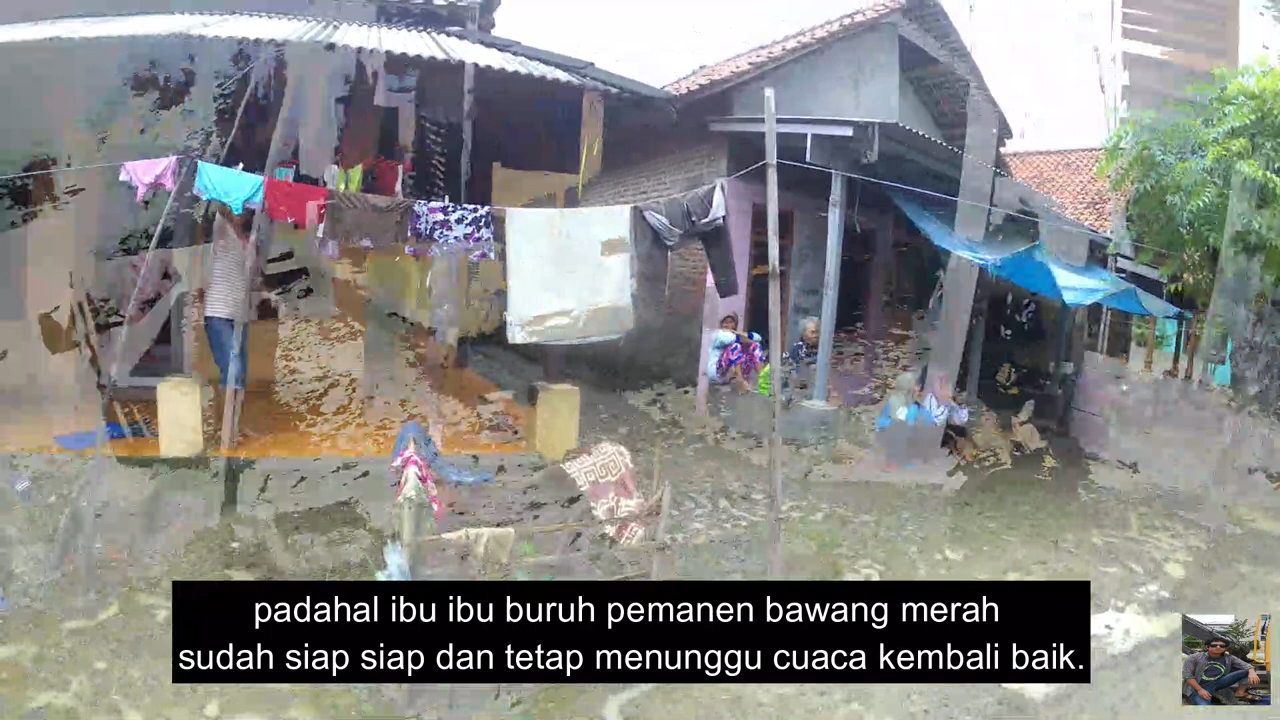 padahal ibu ibu buruh pemanen bawang merah
sudah siap siap dan tetap menunggu cuaca kembali baik.